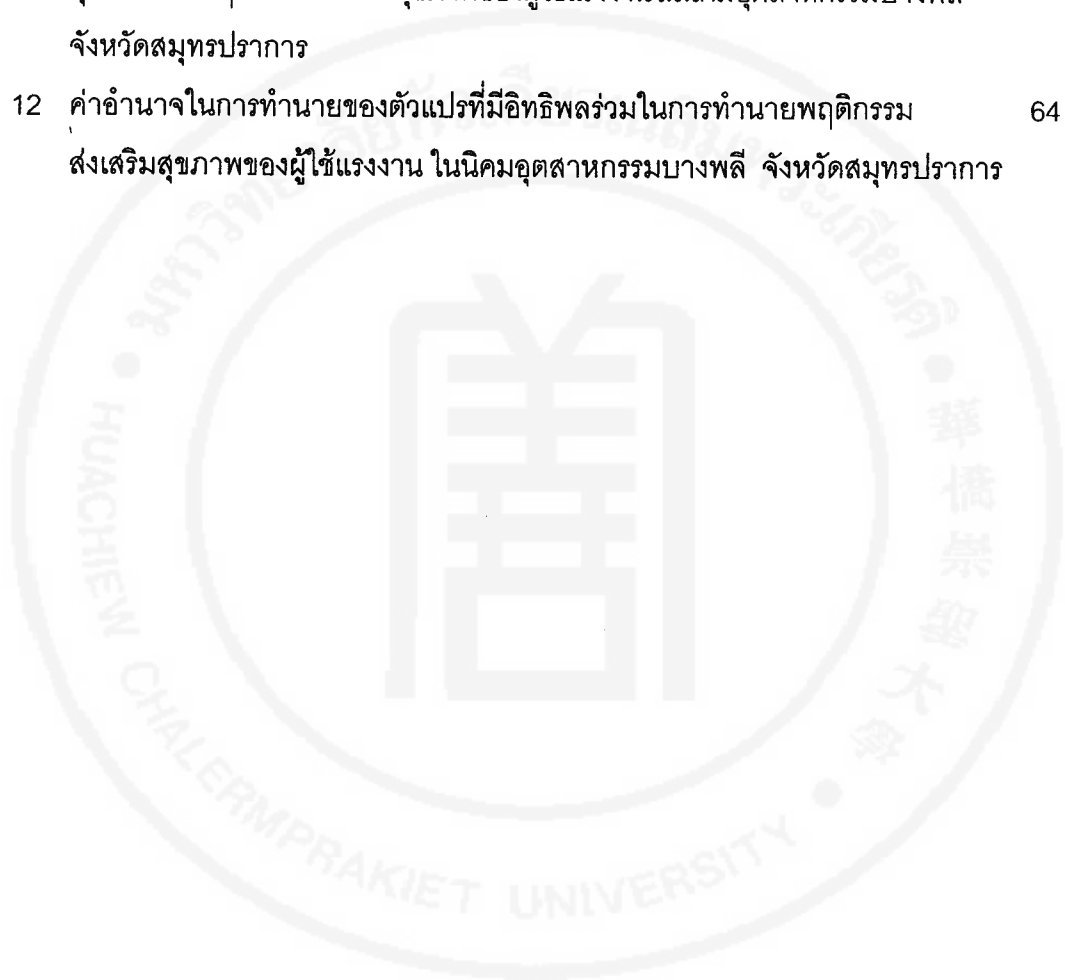 จังหวัดสมุทรปราการ
12 ค่าอำนาจในการทำนายของตัวแปรที่มีอิทธิพลร่วมในการทำนายพฤติกรรม 64
ส่งเสริมสุขภาพของผู้ใช้แรงงาน ในนิคมอุตสาหกรรมบางพลี จังหวัดสมุทรปราการ
HUACHIEW CHALERMPRAKIET UNIVERSITY
華僑崇聖大學